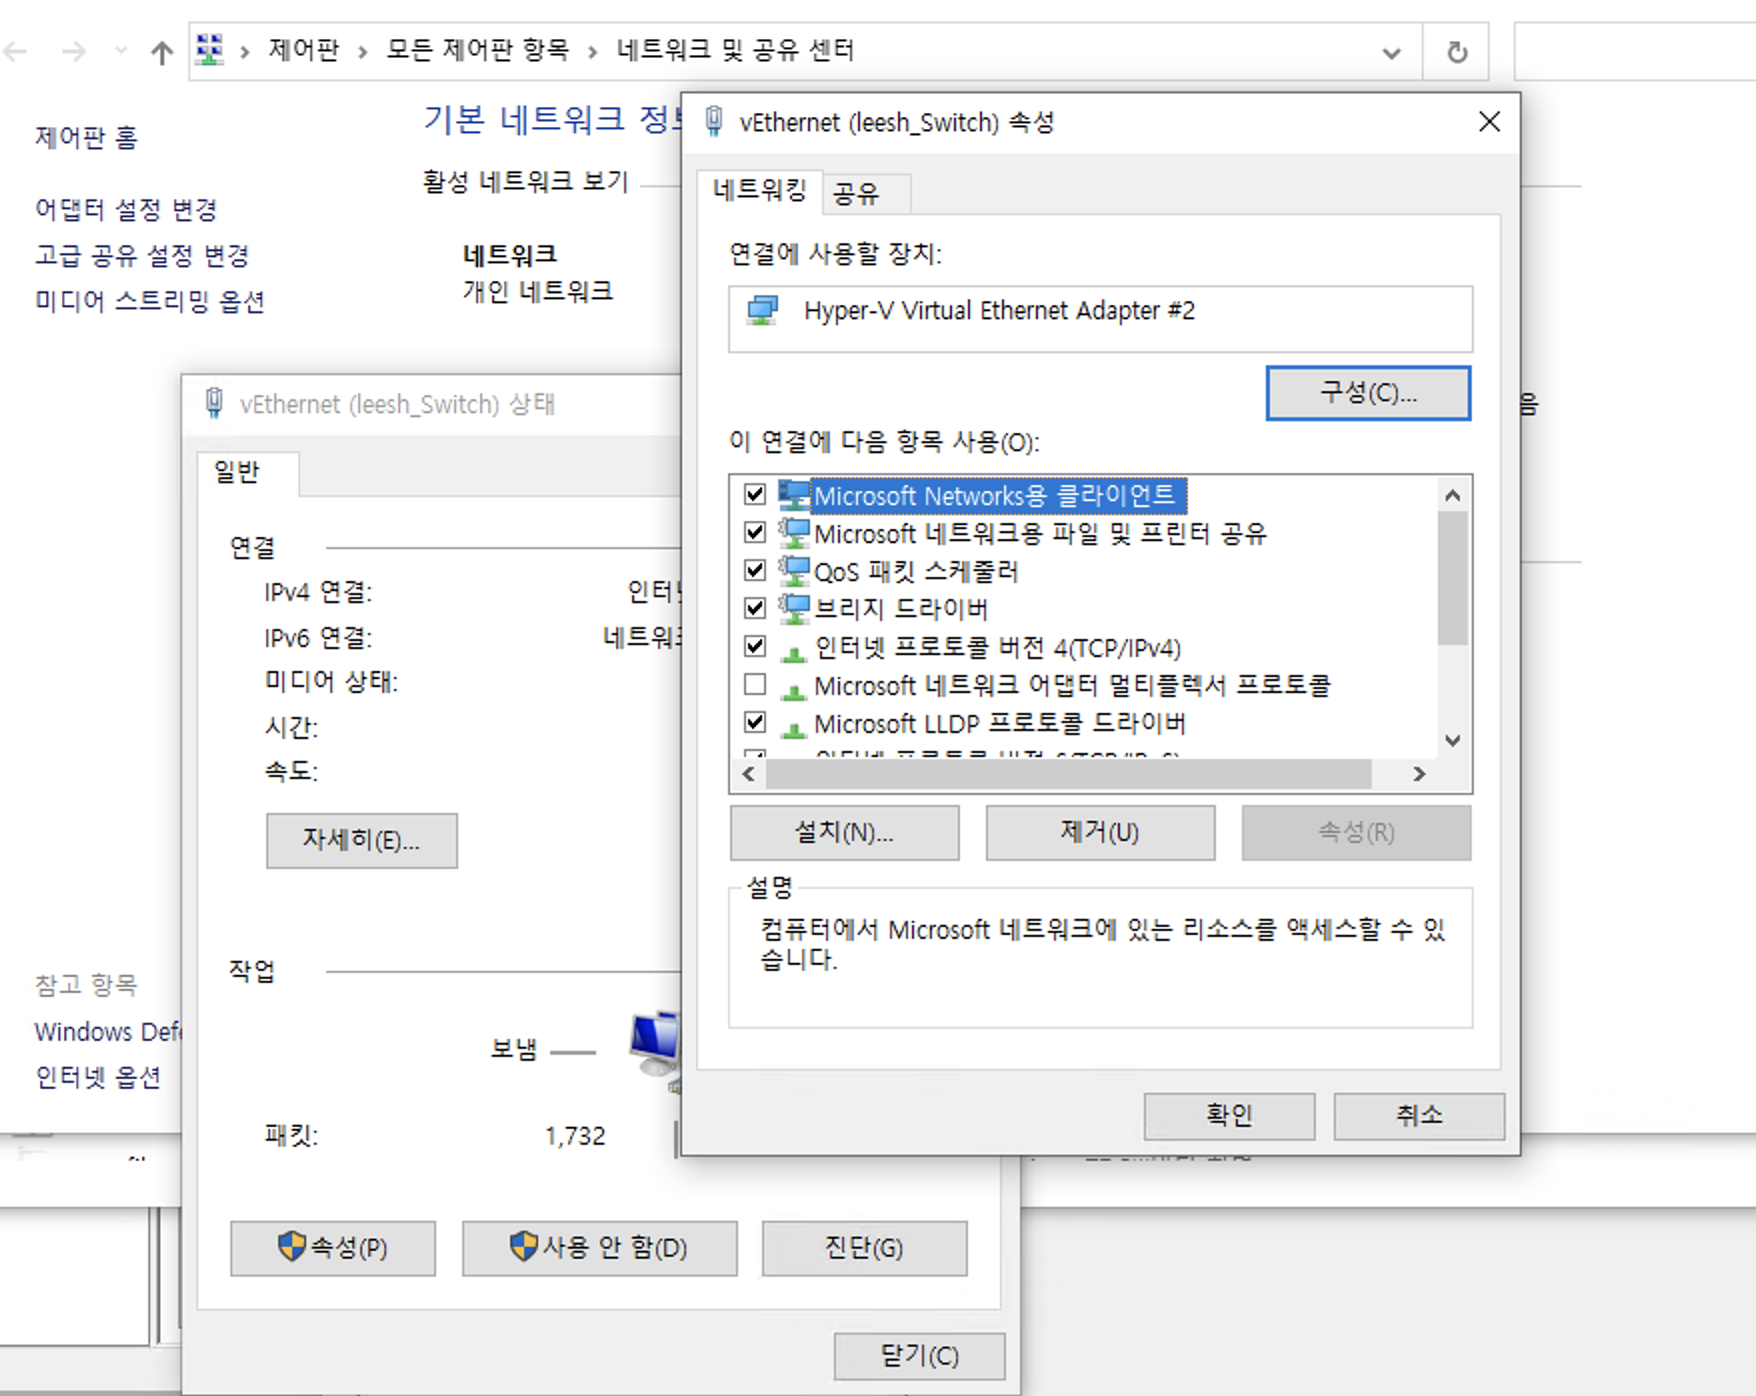 제어판 › 모든 제어판 항목 › 네트워크 및 공유 센터
제어판 홈
어댑터 설정 변경
고급 공유 설정 변경
미디어 스트리밍 옵션
참고 항목
Windows
인터넷 옵션
기본 네트워크
활성 네트워크 보기
네트워크
개인 네트워크
음
vEthernet (leesh_Switch) 상태
일반
연결
IPv4 연결:
IPv6 연결:
미디어 상태:
시간:
속도:
자세히(E)...
작업
보냄
패킷: 1,732
속성(P)
사용 안 함(D)
진단(G)
닫기(C)
vEthernet (leesh_Switch) 속성
네트워킹
공유
연결에 사용할 장치:
Hyper-V Virtual Ethernet Adapter #2
구성(C)...
이 연결에 다음 항목 사용(O):
Microsoft Networks용 클라이언트
Microsoft 네트워크용 파일 및 프린터 공유
QoS 패킷 스케줄러
브리지 드라이버
인터넷 프로토콜 버전 4(TCP/IPv4)
Microsoft 네트워크 어댑터 멀티플렉서 프로토콜
Microsoft LLDP 프로토콜 드라이버
설치(N)...
제거(U)
속성(R)
설명
컴퓨터에서 Microsoft 네트워크에 있는 리소스를 액세스할 수 있
습니다.
확인
취소